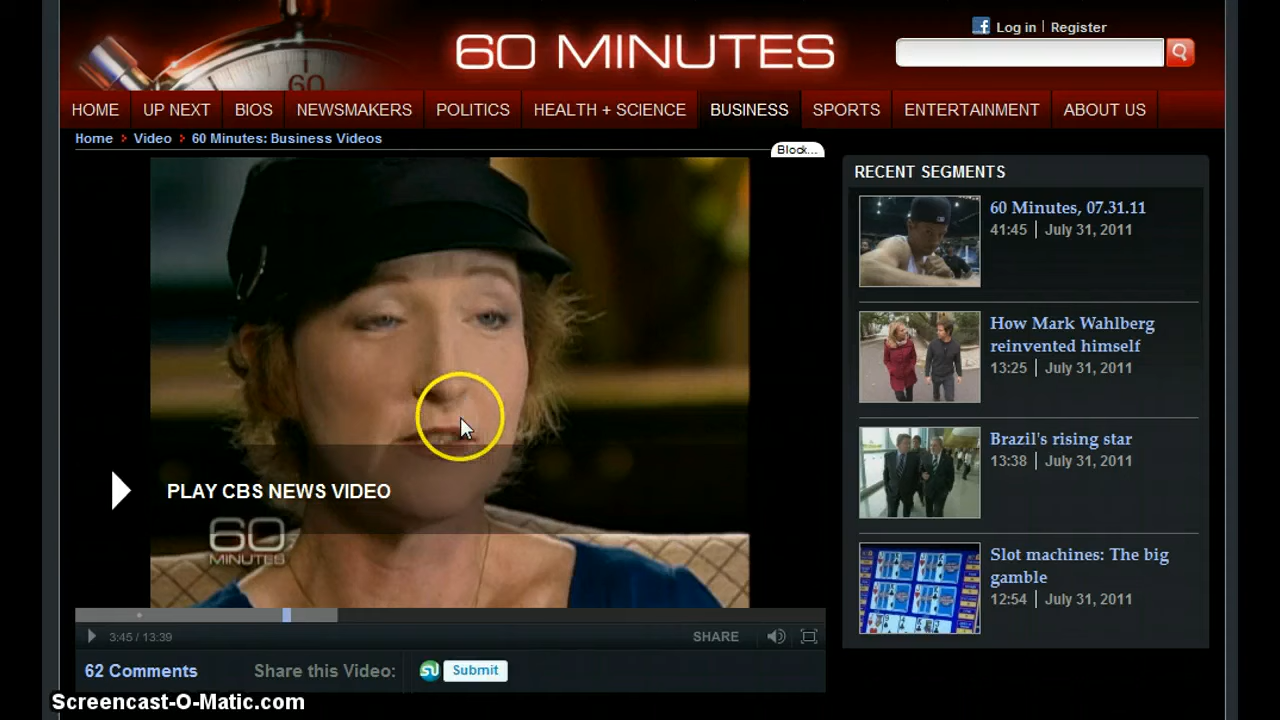 60 MINUTES
60
Log in | Register
HOME UP NEXT BIOS NEWSMAKERS POLITICS HEALTH + SCIENCE BUSINESS SPORTS ENTERTAINMENT ABOUT US
Home Video 60 Minutes: Business Videos
Block...
PLAY CBS NEWS VIDEO
60
MINUTES
3:45 / 13:39
SHARE
62 Comments Share this Video: Submit
RECENT SEGMENTS
60 Minutes, 07.31.11
41:45 | July 31, 2011
How Mark Wahlberg
reinvented himself
13:25 | July 31, 2011
Brazil's rising star
13:38 | July 31, 2011
Slot machines: The big
gamble
12:54 | July 31, 2011
Screencast-O-Matic.com